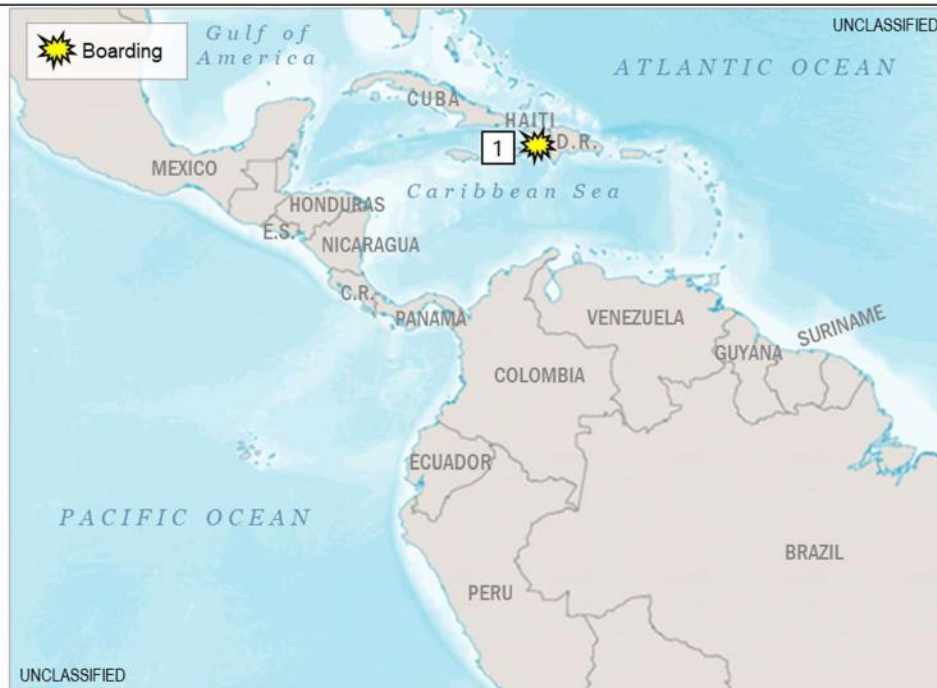 UNCLASSIFIED
Boarding
Gulf of
America
ATLANTIC OCEAN
CUBA
HAITI
1
D.R.
MEXICO
Caribbean Sea
HONDURAS
E.S.
NICARAGUA
C.R.
PANAMA
VENEZUELA
SURINAME
GUYANA
COLOMBIA
ECUADOR
PACIFIC OCEAN
BRAZIL
PERU
UNCLASSIFIED